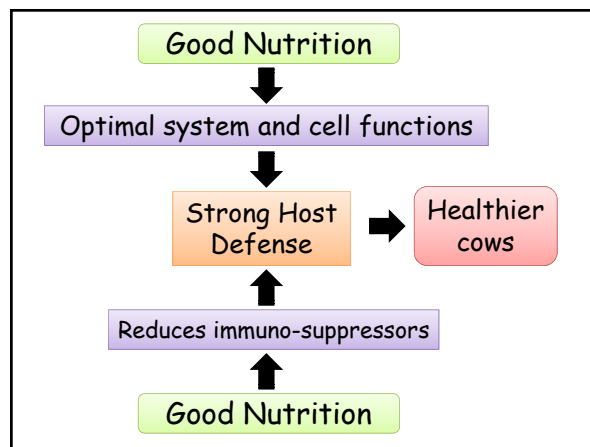 Good Nutrition
Optimal system and cell functions
Strong Host
Defense
Healthier
cows
Reduces immuno-suppressors
Good Nutrition